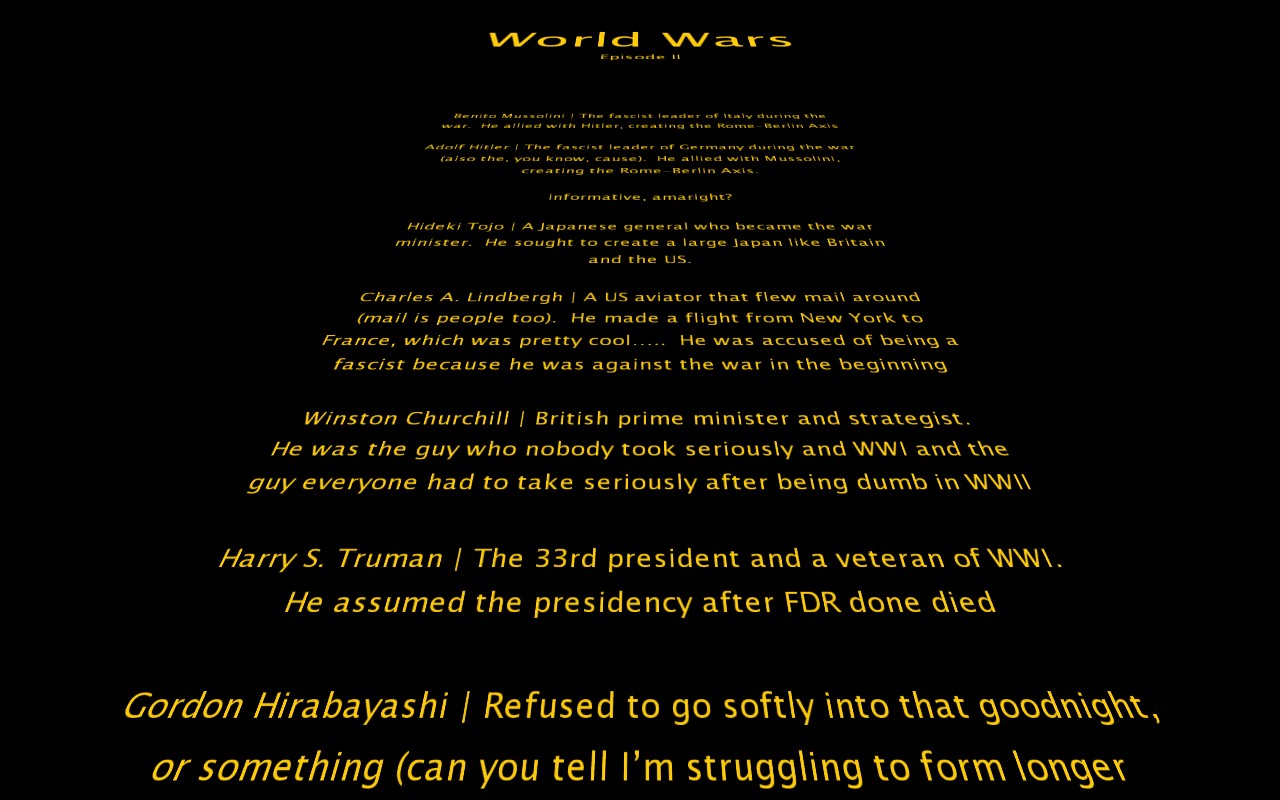 World Wars
Episode II
Benito Mussolini | The fascist leader of Italy during the
war.  He allied with Hitler, creating the Rome-Berlin Axis
Adolf Hitler | The fascist leader of Germany during the war
(also the, you know, cause).  He allied with Mussolini,
creating the Rome-Berlin Axis.
informative, amaright?
Hideki Tojo | A Japanese general who became the war
minister.  He sought to create a large Japan like Britain
and the US.
Charles A. Lindbergh | A US aviator that flew mail around
(mail is people too).  He made a flight from New York to
France, which was pretty cool.....  He was accused of being a
fascist because he was against the war in the beginning
Winston Churchill | British prime minister and strategist.
He was the guy who nobody took seriously and WWI and the
guy everyone had to take seriously after being dumb in WWII
Harry S. Truman | The 33rd president and a veteran of WWI.
He assumed the presidency after FDR done died
Gordon Hirabayashi | Refused to go softly into that goodnight,
or something (can you tell I’m struggling to form longer